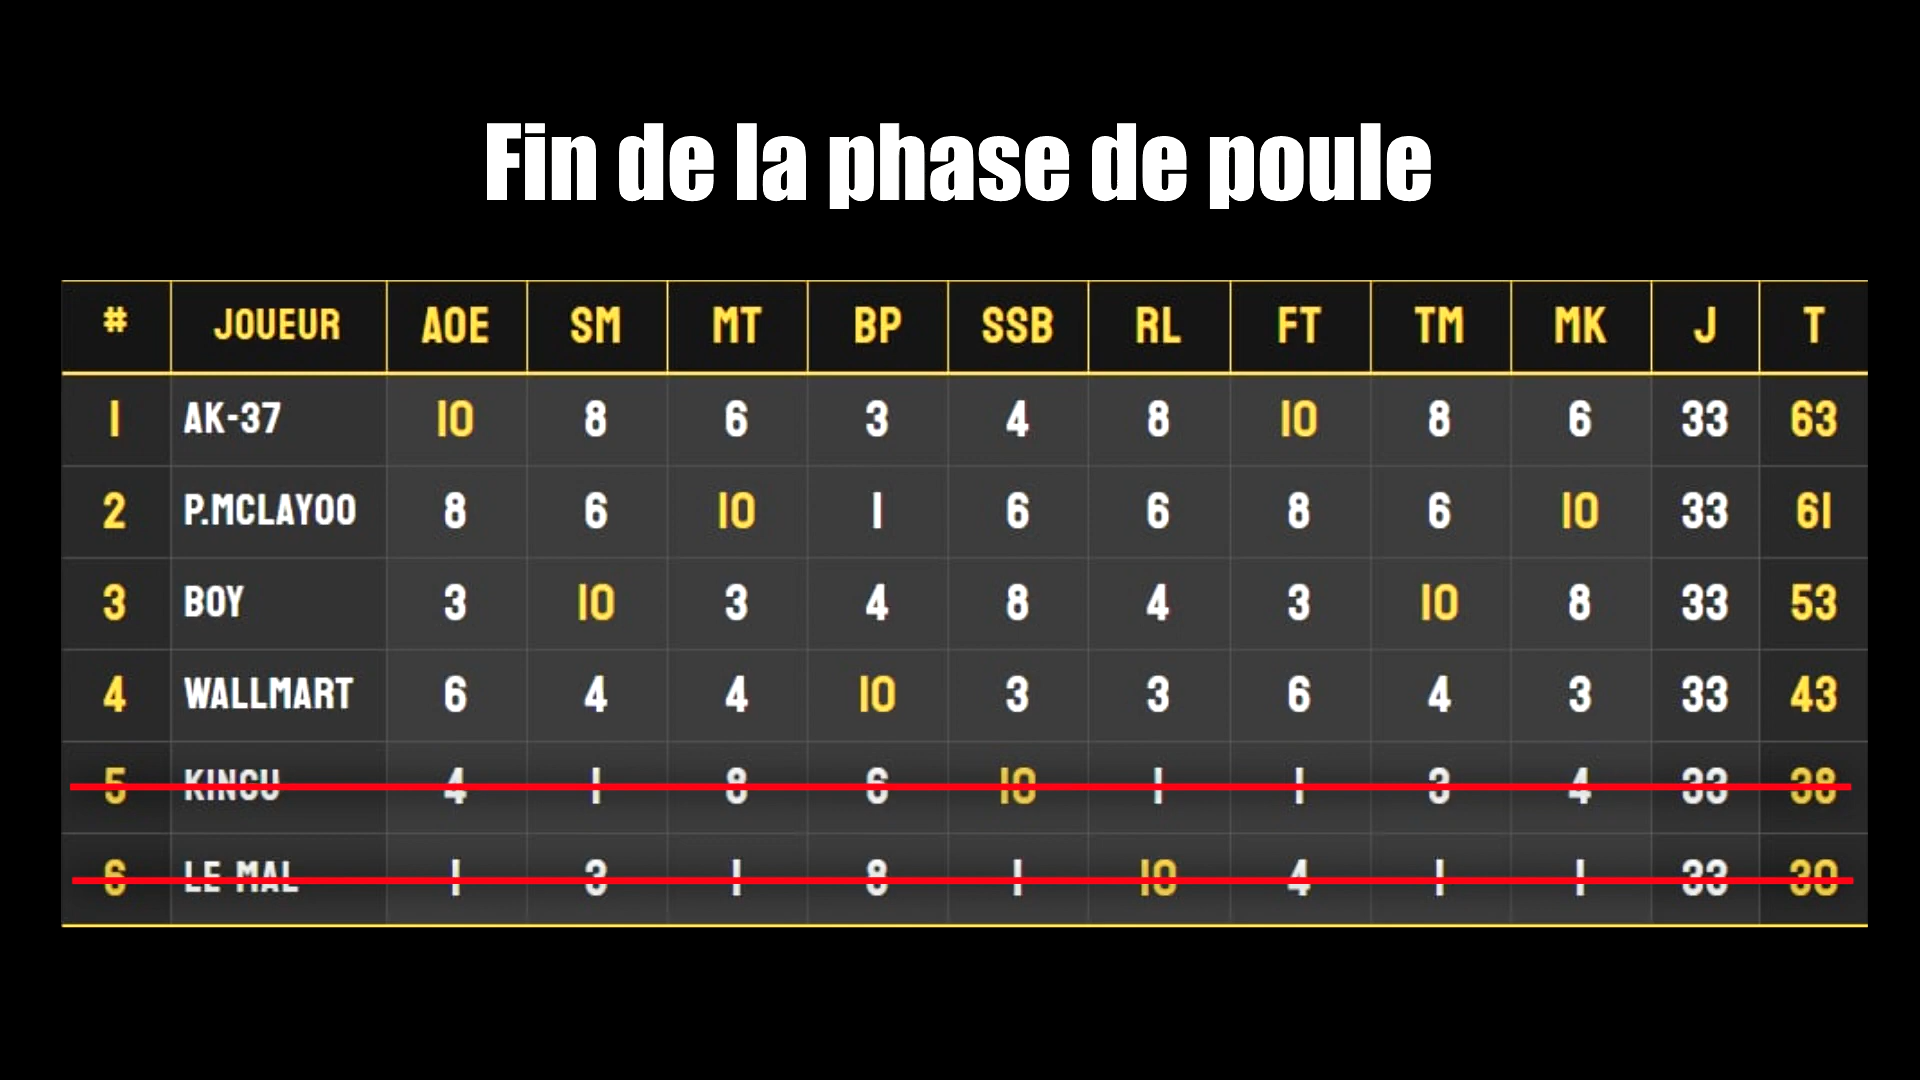 Fin de la phase de poule
# JOUEUR AOE SM MT BP SSB RL FT TM MK J T
1 AK-37 10 8 6 3 4 8 10 8 6 33 63
2 P.MCLAYOO 8 6 10 1 6 6 8 6 10 33 61
3 BOY 3 10 3 4 8 4 3 10 8 33 53
4 WALLMART 6 4 4 10 3 3 6 4 3 33 43
5 KINGU 4 1 8 6 10 1 1 3 4 33 38
6 LE MAL 1 3 1 8 1 10 4 1 1 33 30